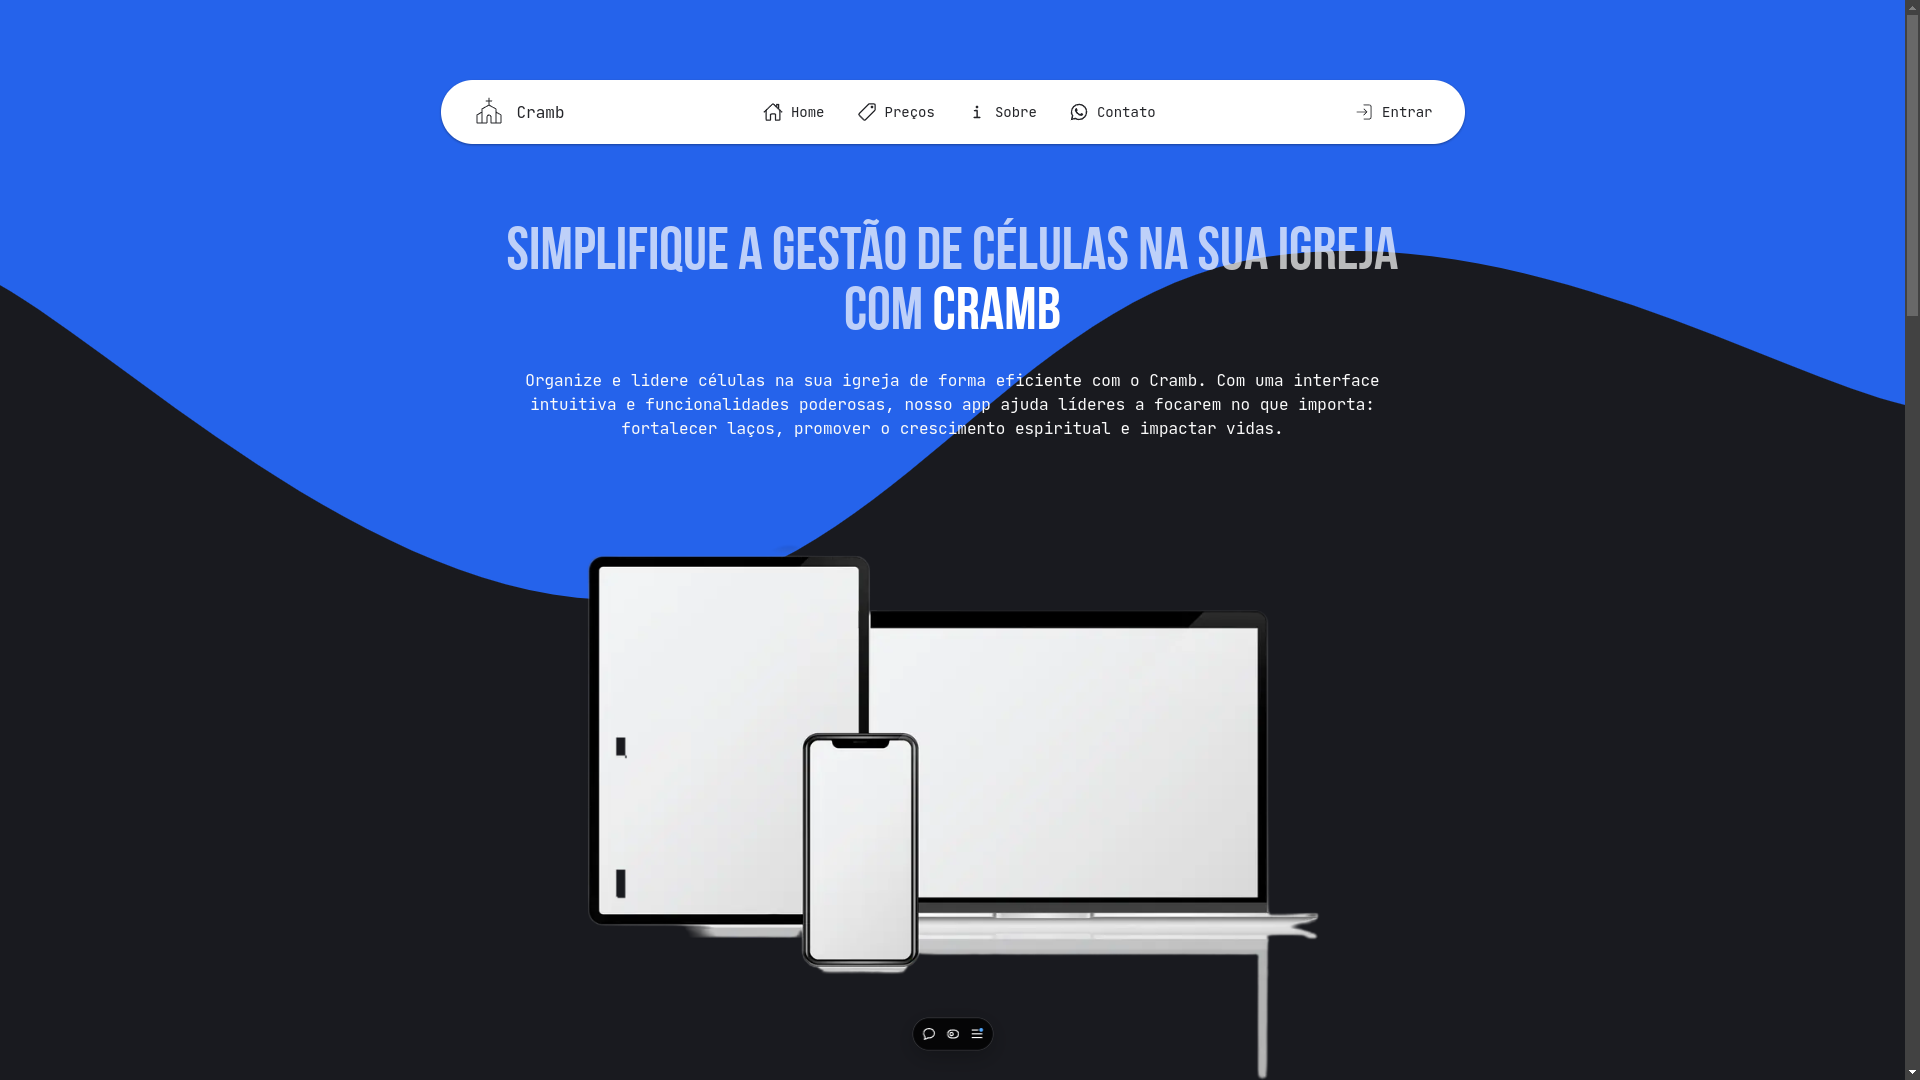 Cramb
Home
Preços
Sobre
Contato
Entrar
SIMPLIFIQUE A GESTÃO DE CÉLULAS NA SUA IGREJA
COM CRAMB
Organize e lidere células na sua igreja de forma eficiente com o Cramb. Com uma interface
intuitiva e funcionalidades poderosas, nosso app ajuda líderes a focarem no que importa:
fortalecer laços, promover o crescimento espiritual e impactar vidas.